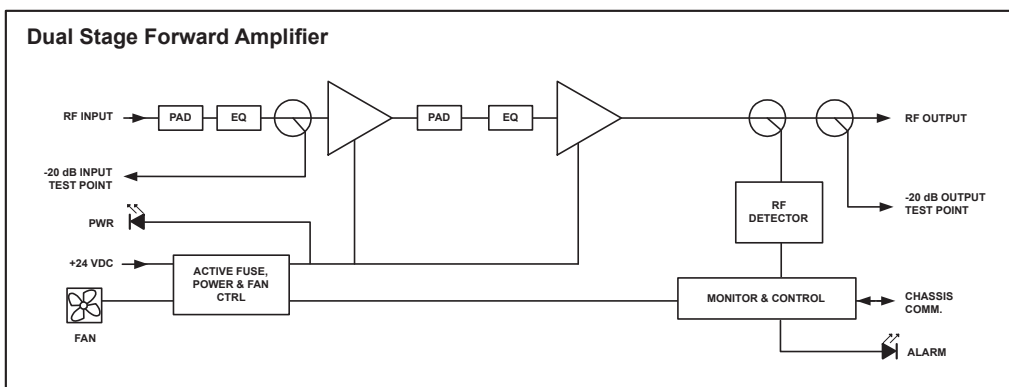 Dual Stage Forward Amplifier
RF INPUT
PAD
EQ
PAD
EQ
RF OUTPUT
-20 dB INPUT
TEST POINT
-20 dB OUTPUT
TEST POINT
RF
DETECTOR
PWR
+24 VDC
ACTIVE FUSE,
POWER & FAN
CTRL
MONITOR & CONTROL
CHASSIS
COMM.
FAN
ALARM